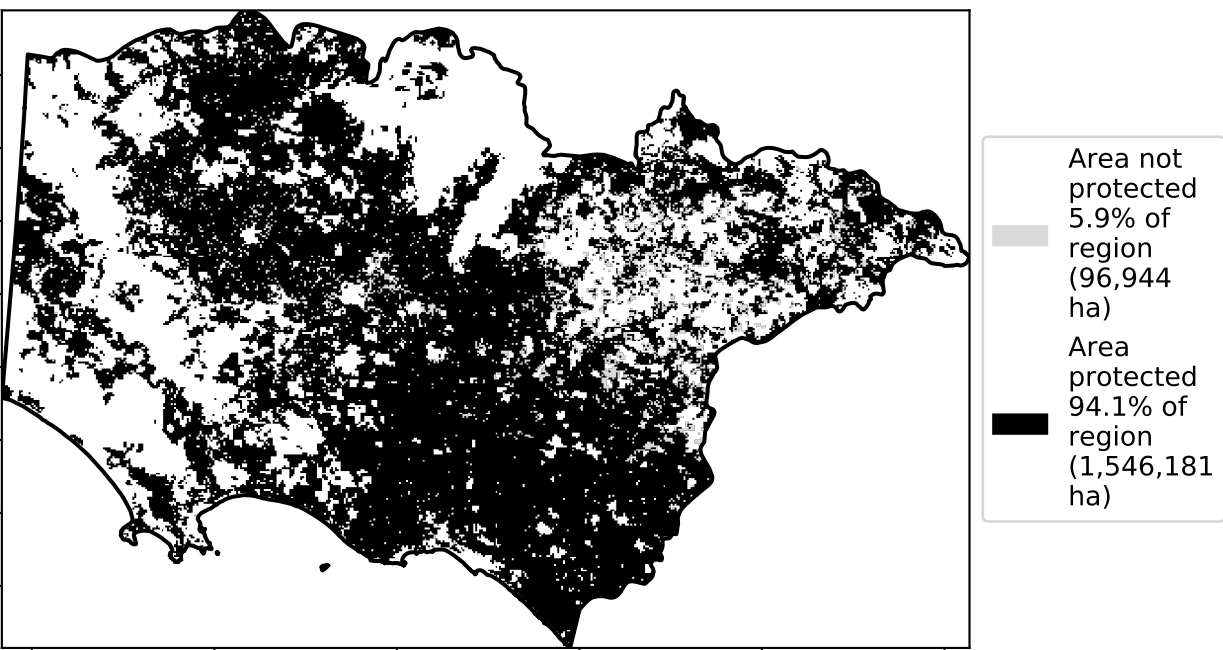 Area not
protected
5.9% of
region
(96,944
ha)
Area
protected
94.1% of
region
(1,546,181
ha)